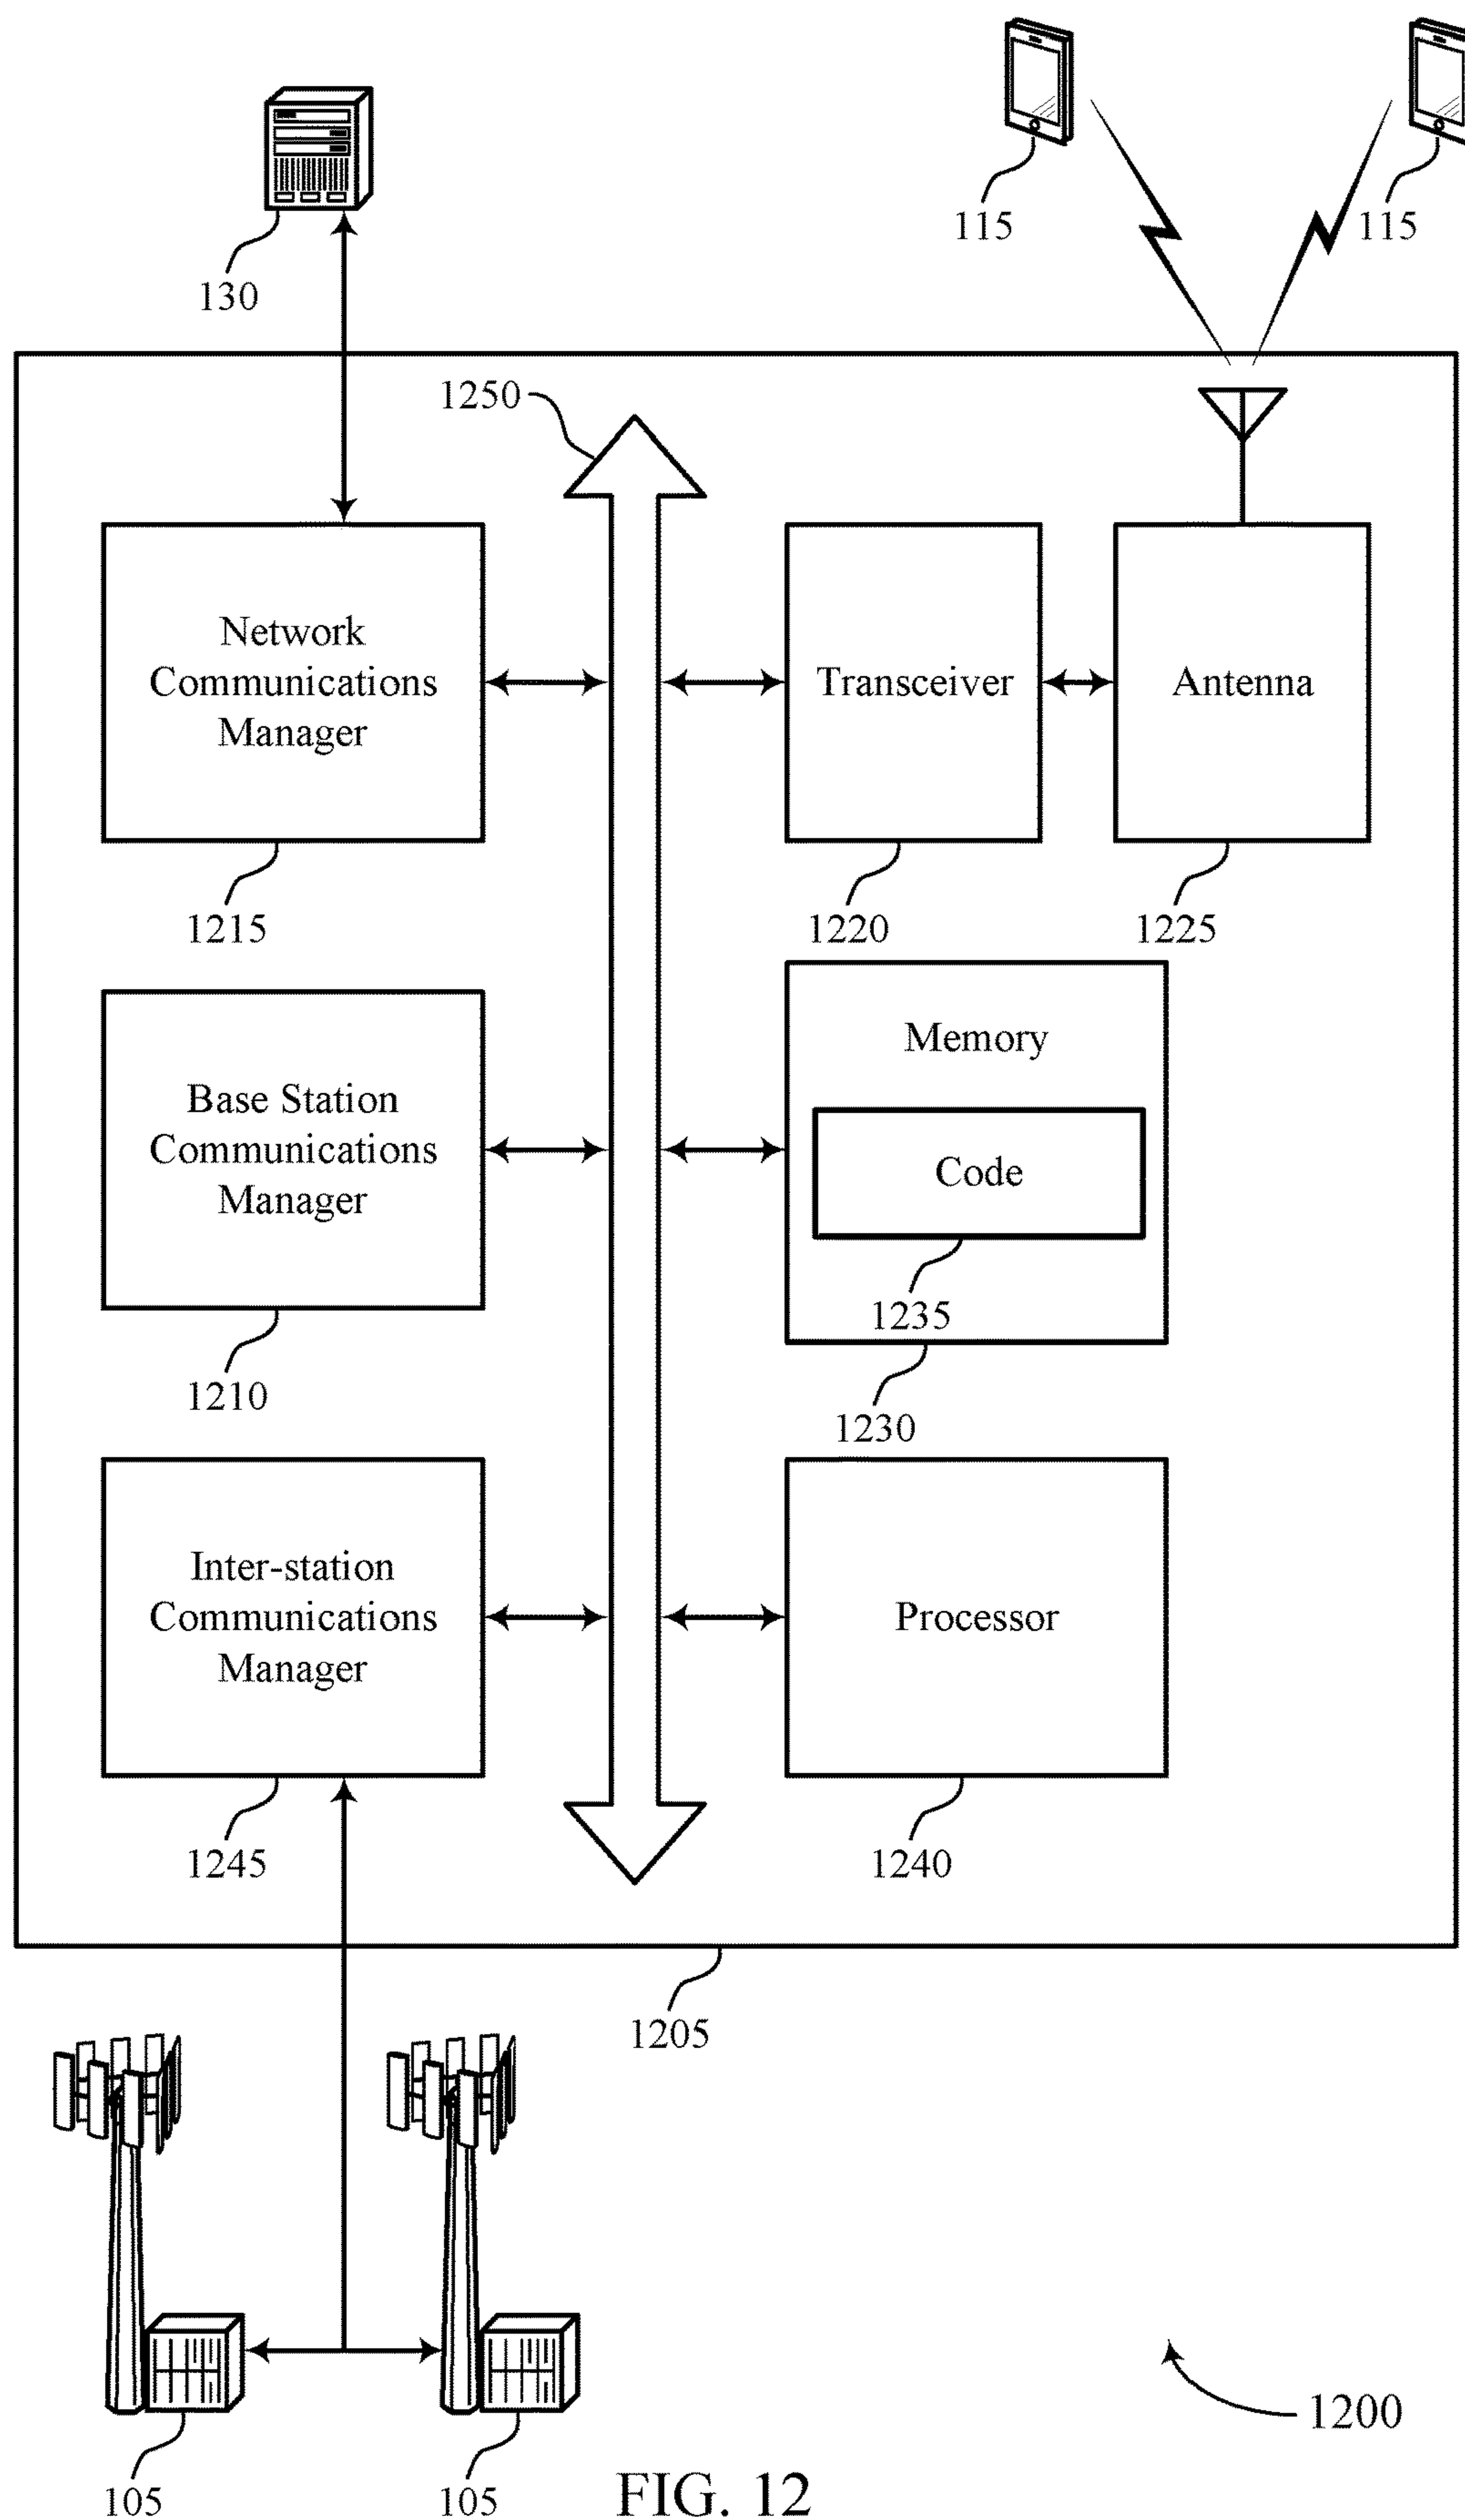 130
115
115
1250
Network
Communications
Manager
Transceiver
Antenna
1215
1220
1225
Base Station
Communications
Manager
Memory
Code
1235
1210
1230
Inter-station
Communications
Manager
Processor
1245
1240
1205
105
105
1200
FIG. 12